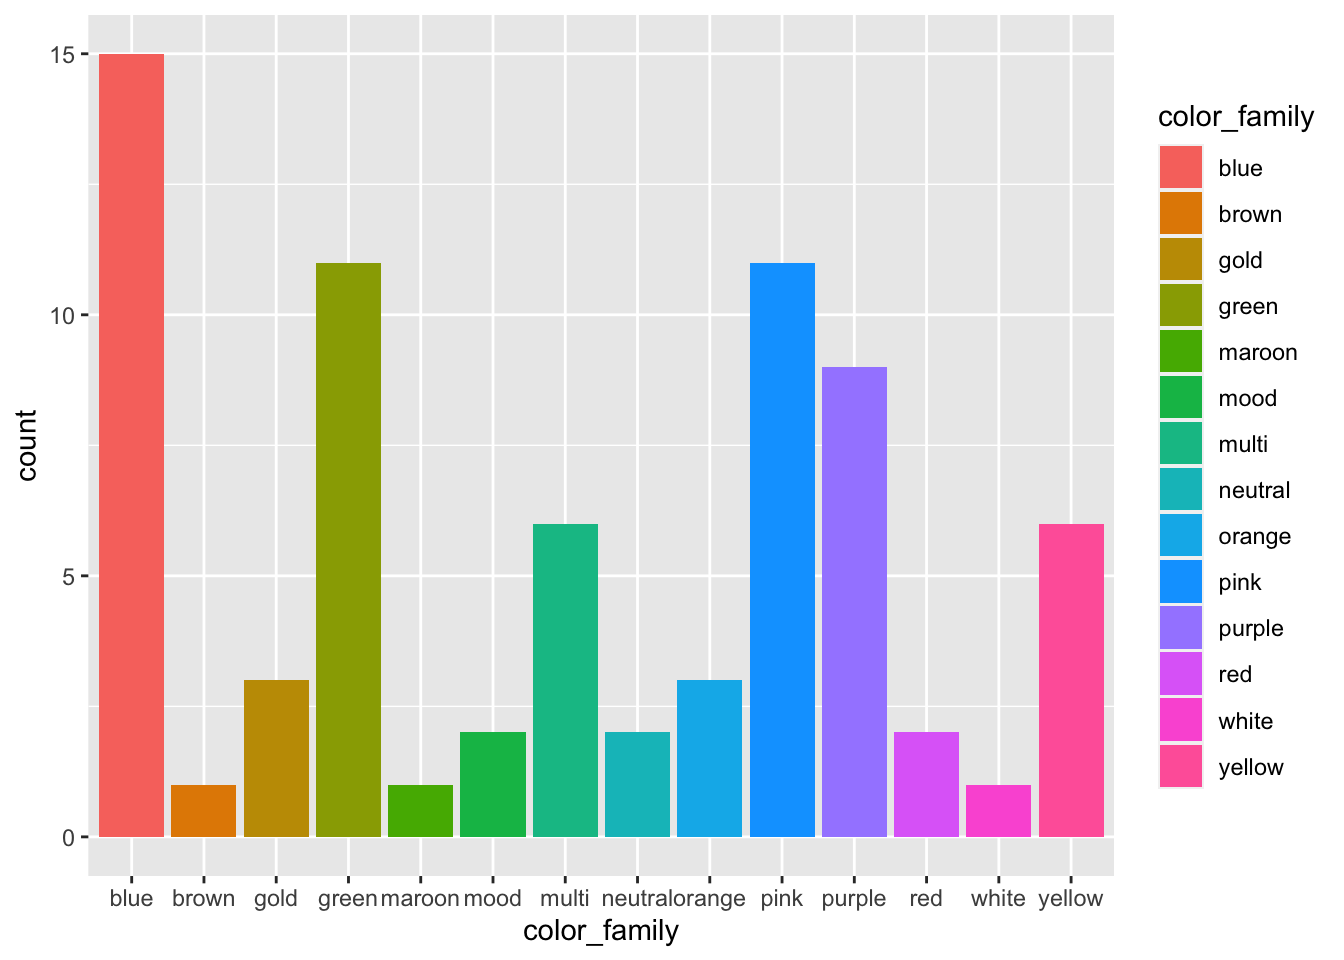 15
10
5
0
count
blue brown gold green maroon mood multi neutral orange pink purple red white yellow
color_family
color_family
blue
brown
gold
green
maroon
mood
multi
neutral
orange
pink
purple
red
white
yellow